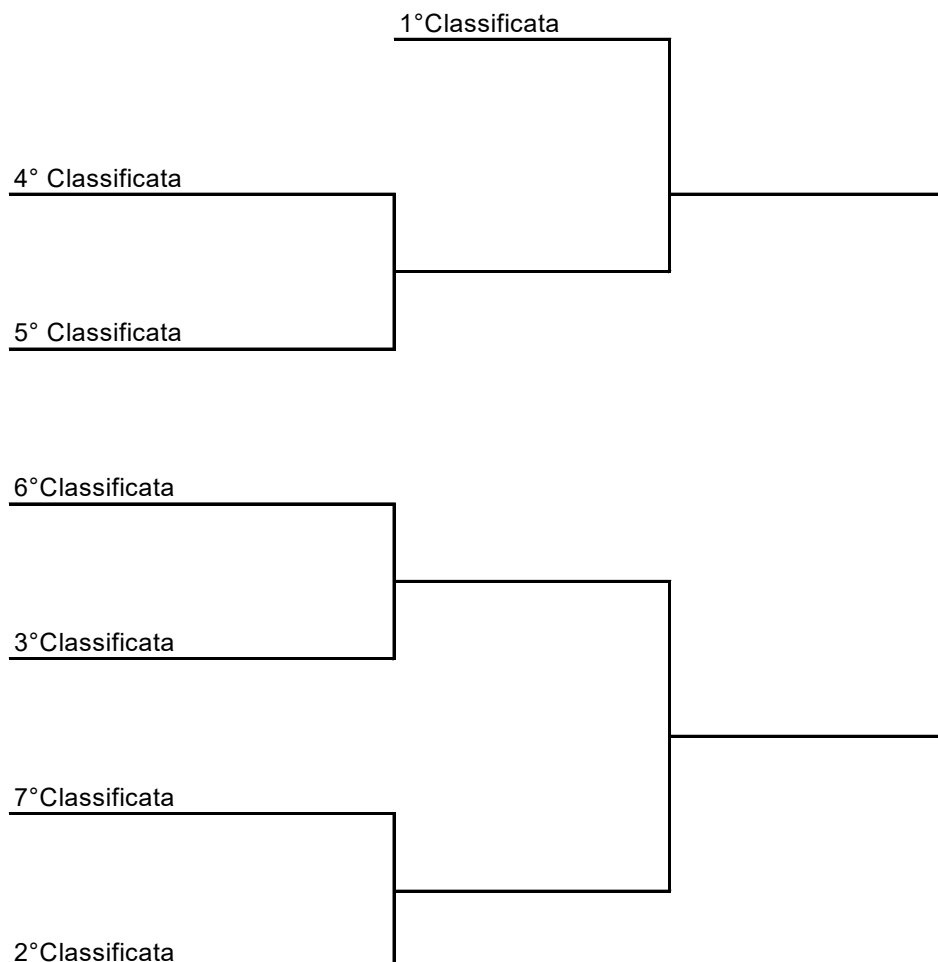 1°Classificata
4° Classificata
5° Classificata
6°Classificata
3°Classificata
7°Classificata
2°Classificata